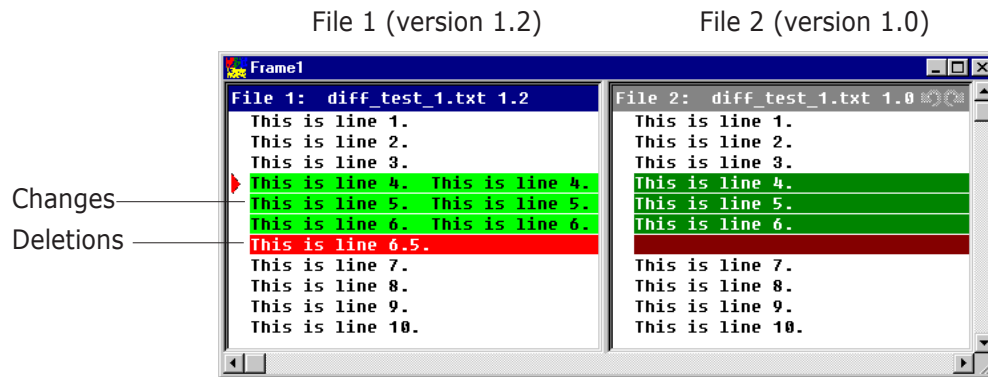 File 1 (version 1.2)
File 2 (version 1.0)
Frame1
File 1:  diff_test_1.txt 1.2
This is line 1.
This is line 2.
This is line 3.
This is line 4.  This is line 4.
This is line 5.  This is line 5.
This is line 6.  This is line 6.
This is line 6.5.
This is line 7.
This is line 8.
This is line 9.
This is line 10.
File 2:  diff_test_1.txt 1.0
This is line 1.
This is line 2.
This is line 3.
This is line 4.
This is line 5.
This is line 6.
This is line 7.
This is line 8.
This is line 9.
This is line 10.
Changes
Deletions